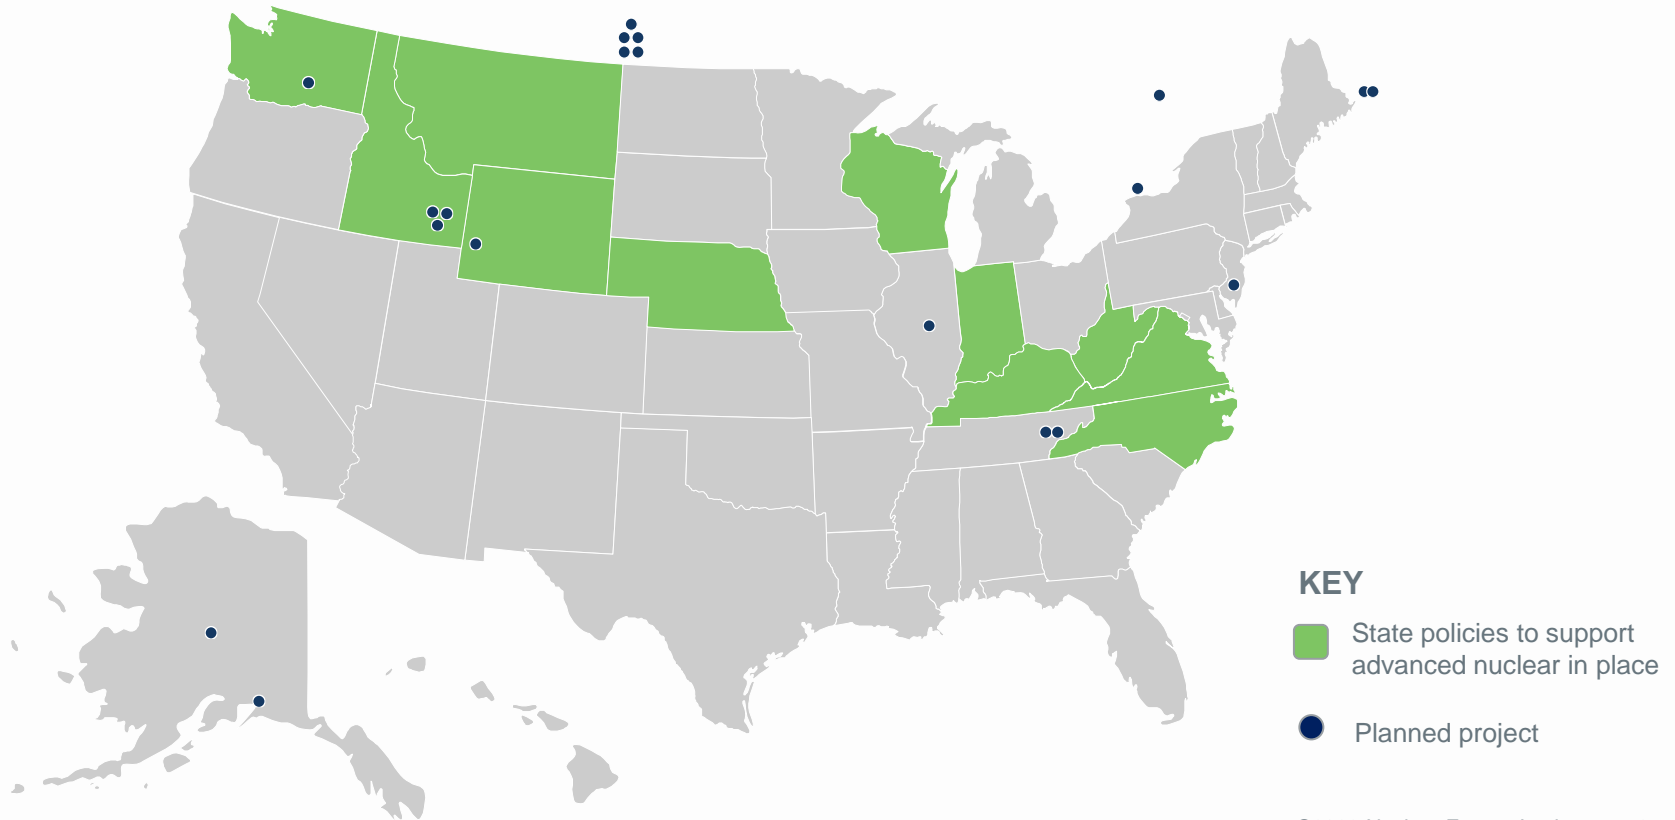 KEY
State policies to support
advanced nuclear in place
Planned project